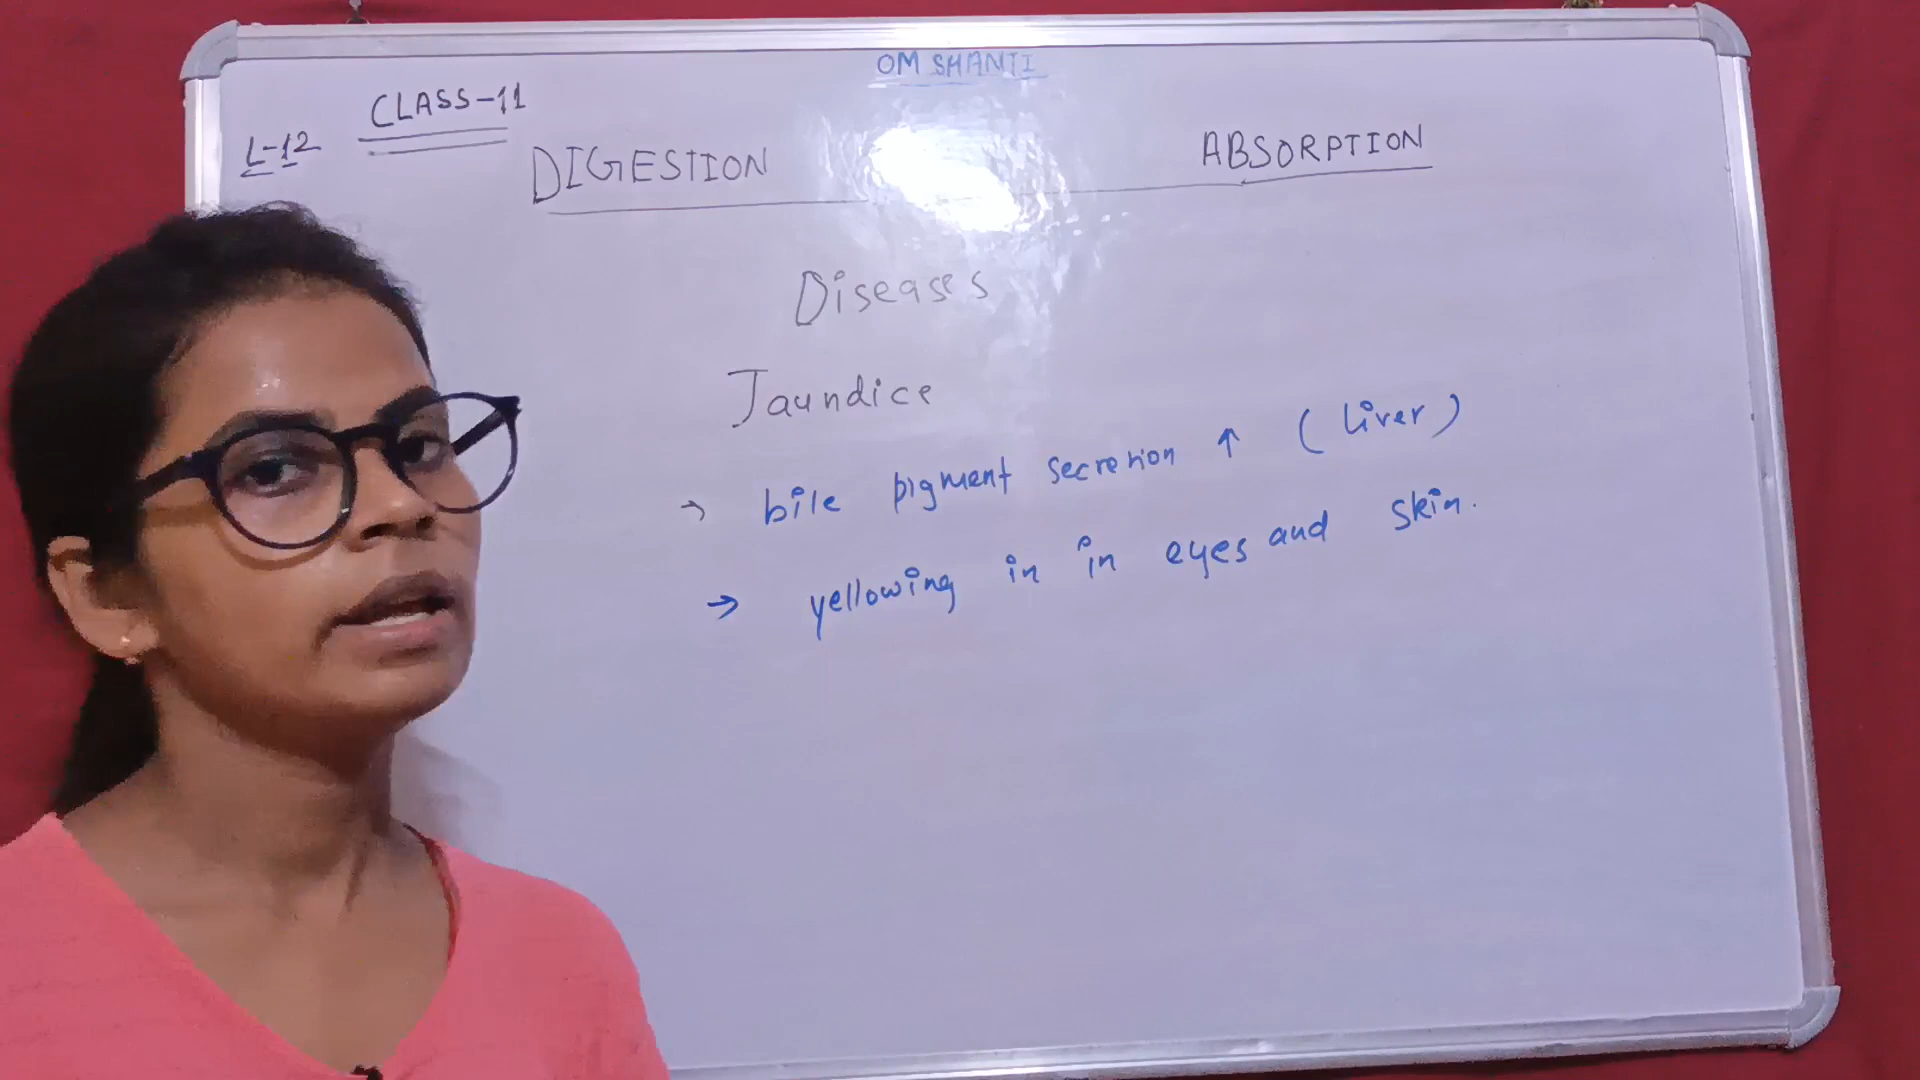 OM SHANTI
CLASS-11
L-12
DIGESTION ABSORPTION
Diseases
Jaundice
→ bile pigment secretion ↑ (liver)
→ yellowing in in eyes and skin.